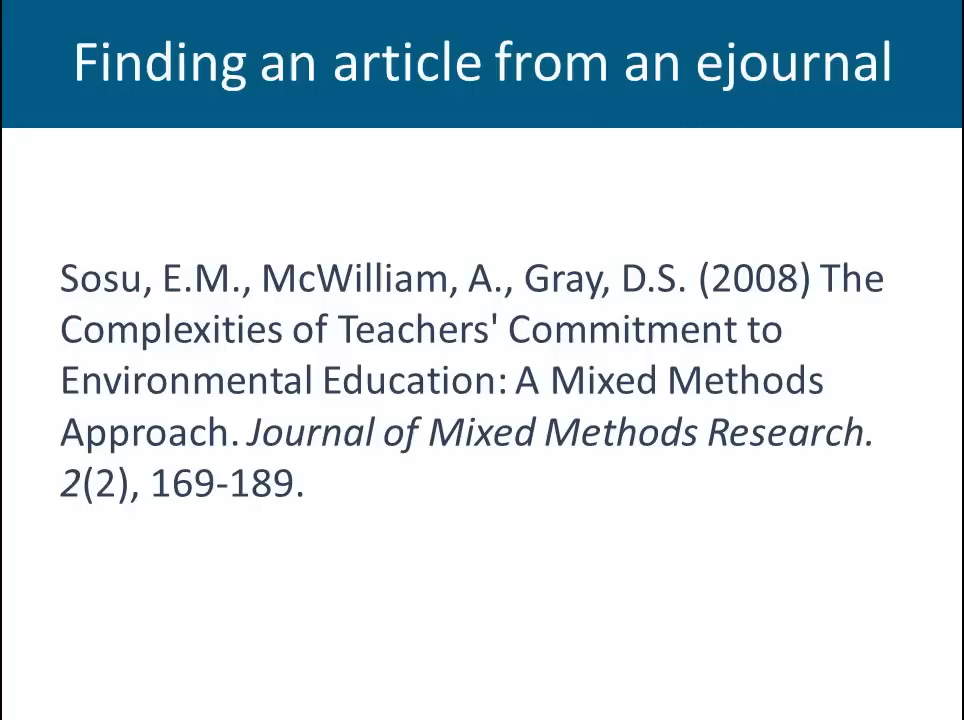 Finding an article from an ejournal
Sosu, E.M., McWilliam, A., Gray, D.S. (2008) The
Complexities of Teachers' Commitment to
Environmental Education: A Mixed Methods
Approach. Journal of Mixed Methods Research.
2(2), 169-189.